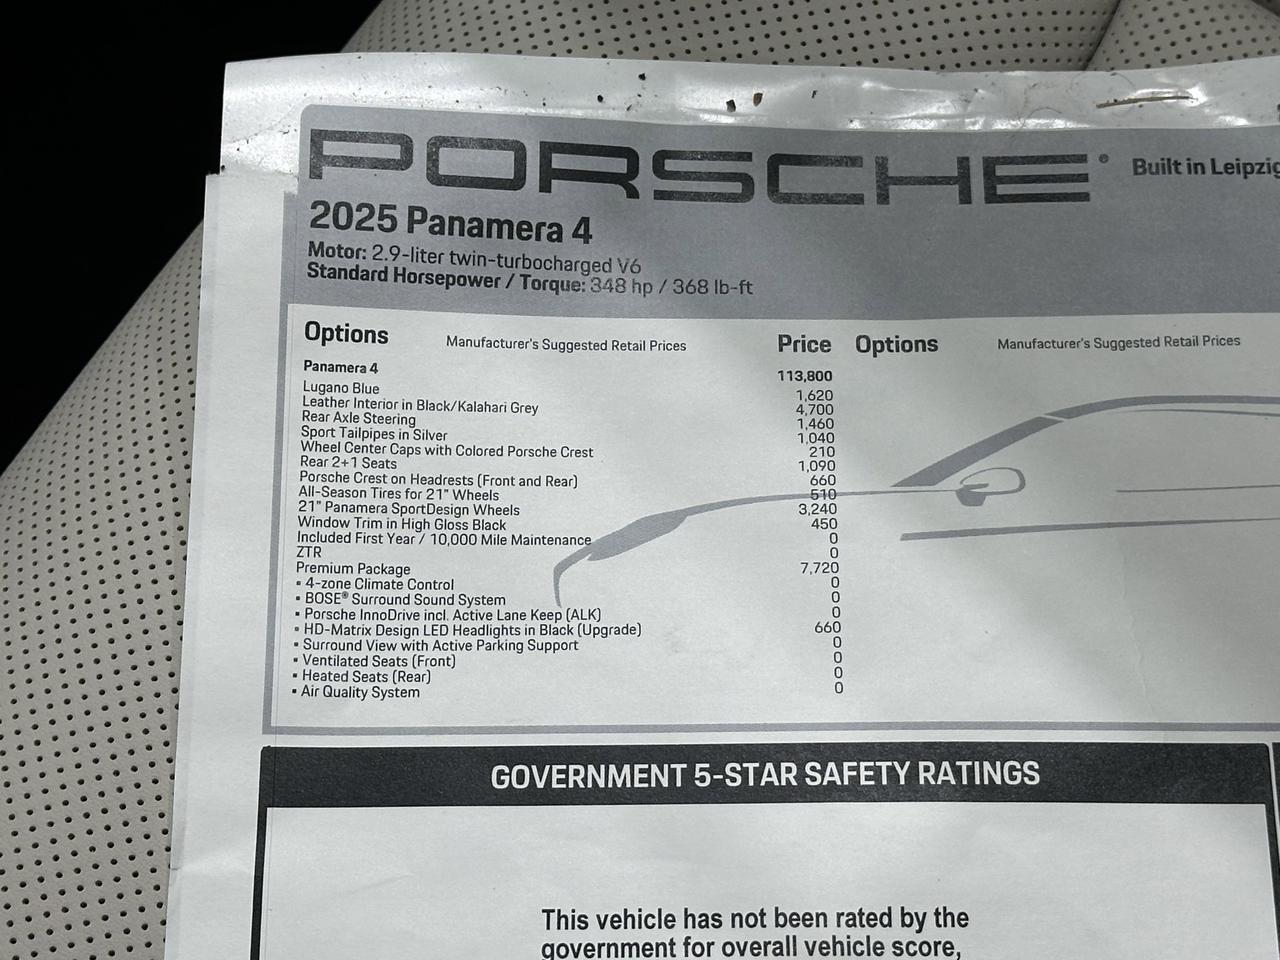 PORSCHE® Built in Leipzig
2025 Panamera 4
Motor: 2.9-liter twin-turbocharged V6
Standard Horsepower / Torque: 348 hp / 368 lb-ft
Options Manufacturer's Suggested Retail Prices Price Options Manufacturer's Suggested Retail Prices
Panamera 4 113,800
Lugano Blue 1,620
Leather Interior in Black/Kalahari Grey 4,700
Rear Axle Steering 1,460
Sport Tailpipes in Silver 1,040
Wheel Center Caps with Colored Porsche Crest 210
Rear 2+1 Seats 1,090
Porsche Crest on Headrests (Front and Rear) 660
All-Season Tires for 21" Wheels 510
21" Panamera SportDesign Wheels 3,240
Window Trim in High Gloss Black 450
Included First Year / 10,000 Mile Maintenance 0
ZTR 0
Premium Package 7,720
▪ 4-zone Climate Control 0
▪ BOSE® Surround Sound System 0
▪ Porsche InnoDrive incl. Active Lane Keep (ALK) 0
▪ HD-Matrix Design LED Headlights in Black (Upgrade) 660
▪ Surround View with Active Parking Support 0
▪ Ventilated Seats (Front) 0
▪ Heated Seats (Rear) 0
▪ Air Quality System 0
GOVERNMENT 5-STAR SAFETY RATINGS
This vehicle has not been rated by the
government for overall vehicle score,